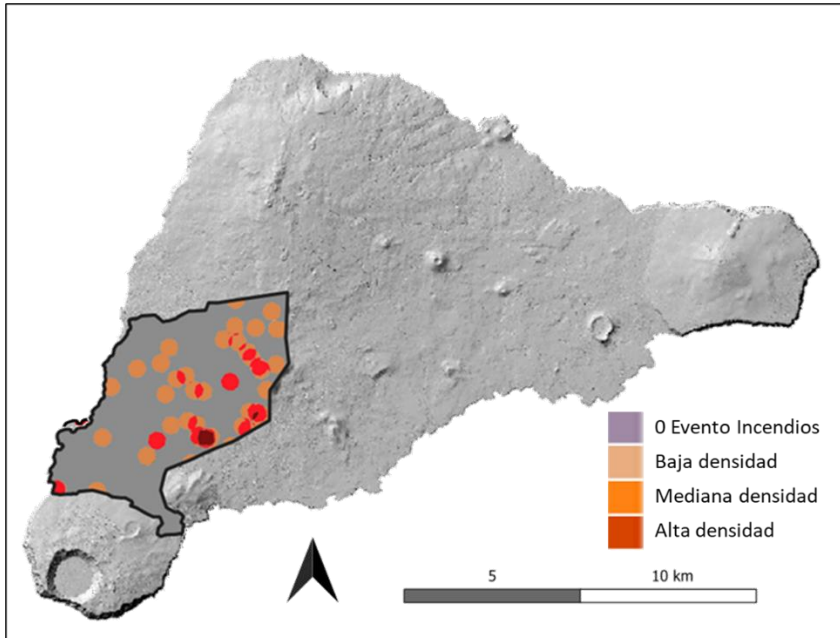 0 Evento Incendios
Baja densidad
Mediana densidad
Alta densidad
5 10 km